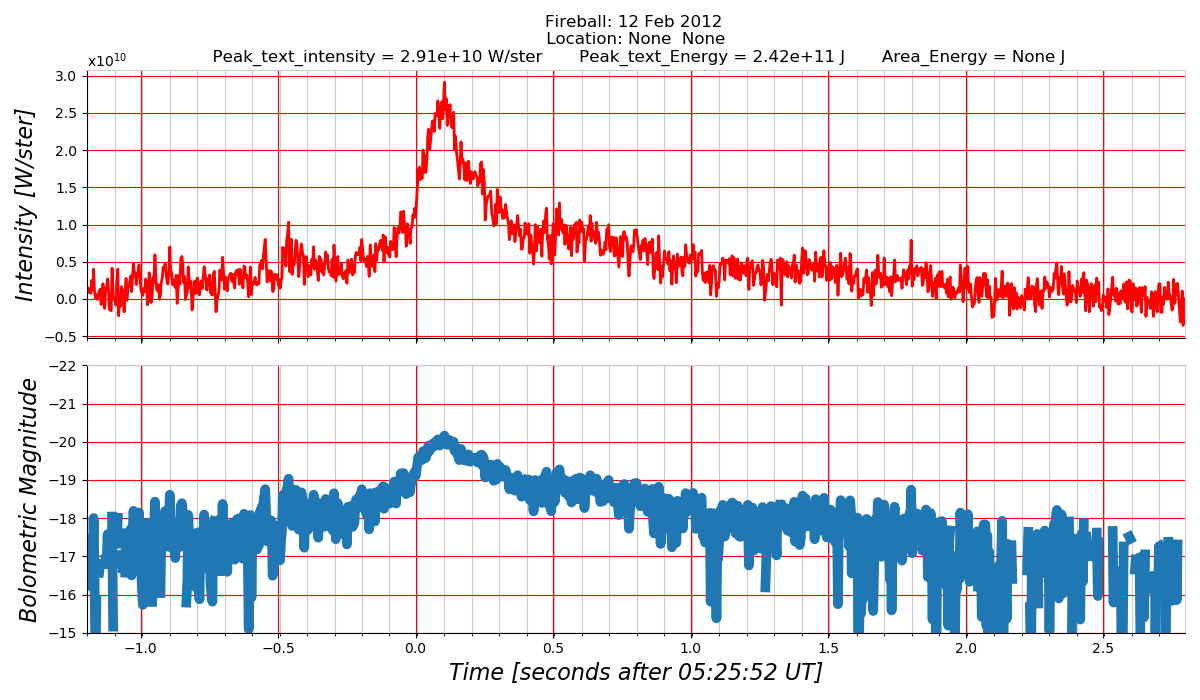 Fireball: 12 Feb 2012
Location: None  None
Peak_text_intensity = 2.91e+10 W/ster       Peak_text_Energy = 2.42e+11 J       Area_Energy = None J
x10¹⁰
3.0
2.5
2.0
1.5
1.0
0.5
0.0
−0.5
Intensity [W/ster]
−22
−21
−20
−19
−18
−17
−16
−15
Bolometric Magnitude
−1.0 −0.5 0.0 0.5 1.0 1.5 2.0 2.5
Time [seconds after 05:25:52 UT]